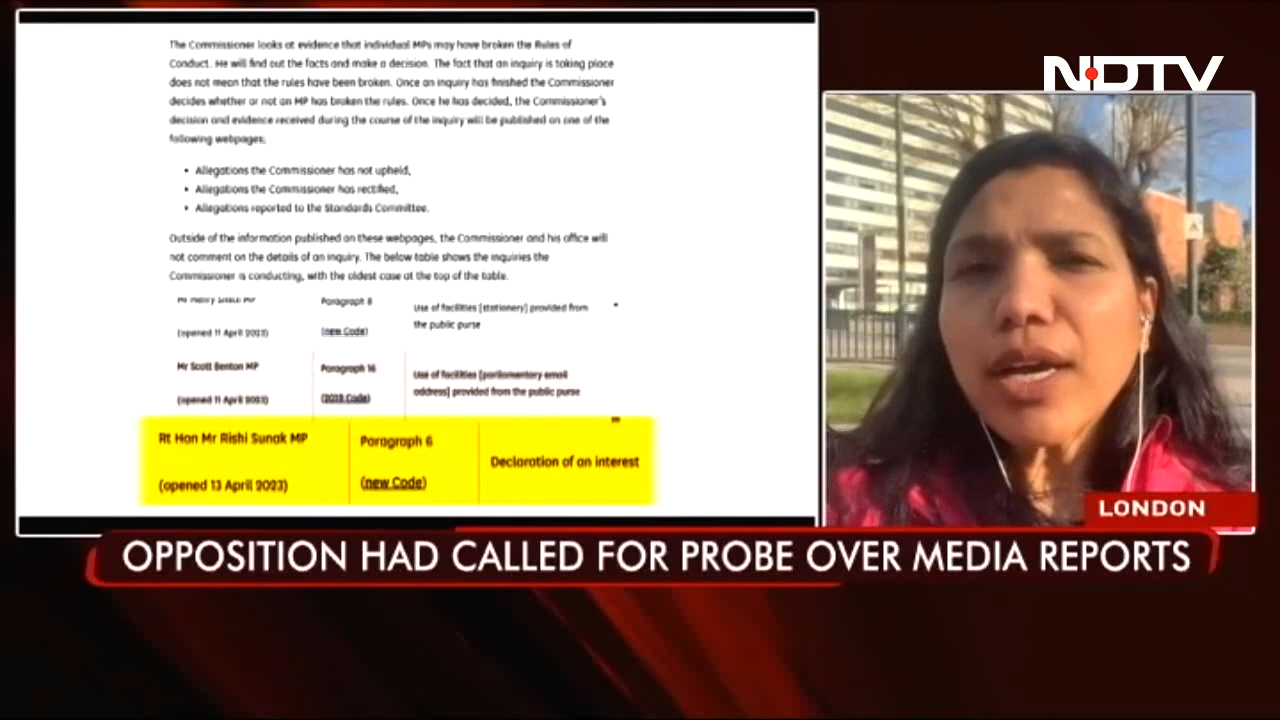 The Commissioner looks at evidence that individual MPs may have broken the Rules of
Conduct. He will find out the facts and make a decision. The fact that an inquiry is taking place
does not mean that the rules have been broken. Once an inquiry has finished the Commissioner
decides whether or not an MP has broken the rules. Once he has decided, the Commissioner's
decision and evidence received during the course of the inquiry will be published on one of the
following webpages;
• Allegations the Commissioner has not upheld,
• Allegations the Commissioner has rectified,
• Allegations reported to the Standards Committee.
Outside of the information published on these webpages, the Commissioner and his office will
not comment on the details of an inquiry. The below table shows the inquiries the
Commissioner is conducting, with the oldest case at the top of the table.
MP
Paragraph 8
Use of facilities [stationery] provided from
the public purse
(opened 11 April 2023)
(new Code)
Mr Scott Benton MP
Paragraph 16
Use of facilities [parliamentary email
address] provided from the public purse
(opened 11 April 2023)
Code)
Rt Hon Mr Rishi Sunak MP
Paragraph 6
Declaration of an interest
(opened 13 April 2023)
(new Code)
NDTV
LONDON
OPPOSITION HAD CALLED FOR PROBE OVER MEDIA REPORTS